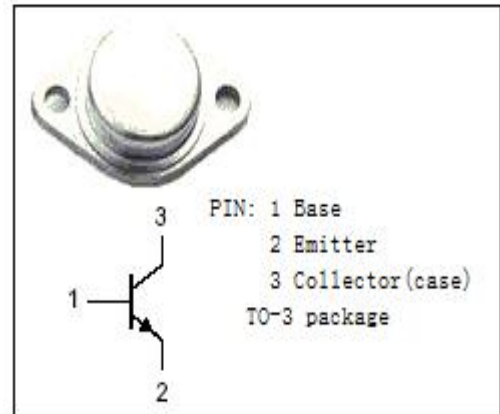 PIN: 1 Base
2 Emitter
3 Collector(case)
TO-3 package
3
1
2